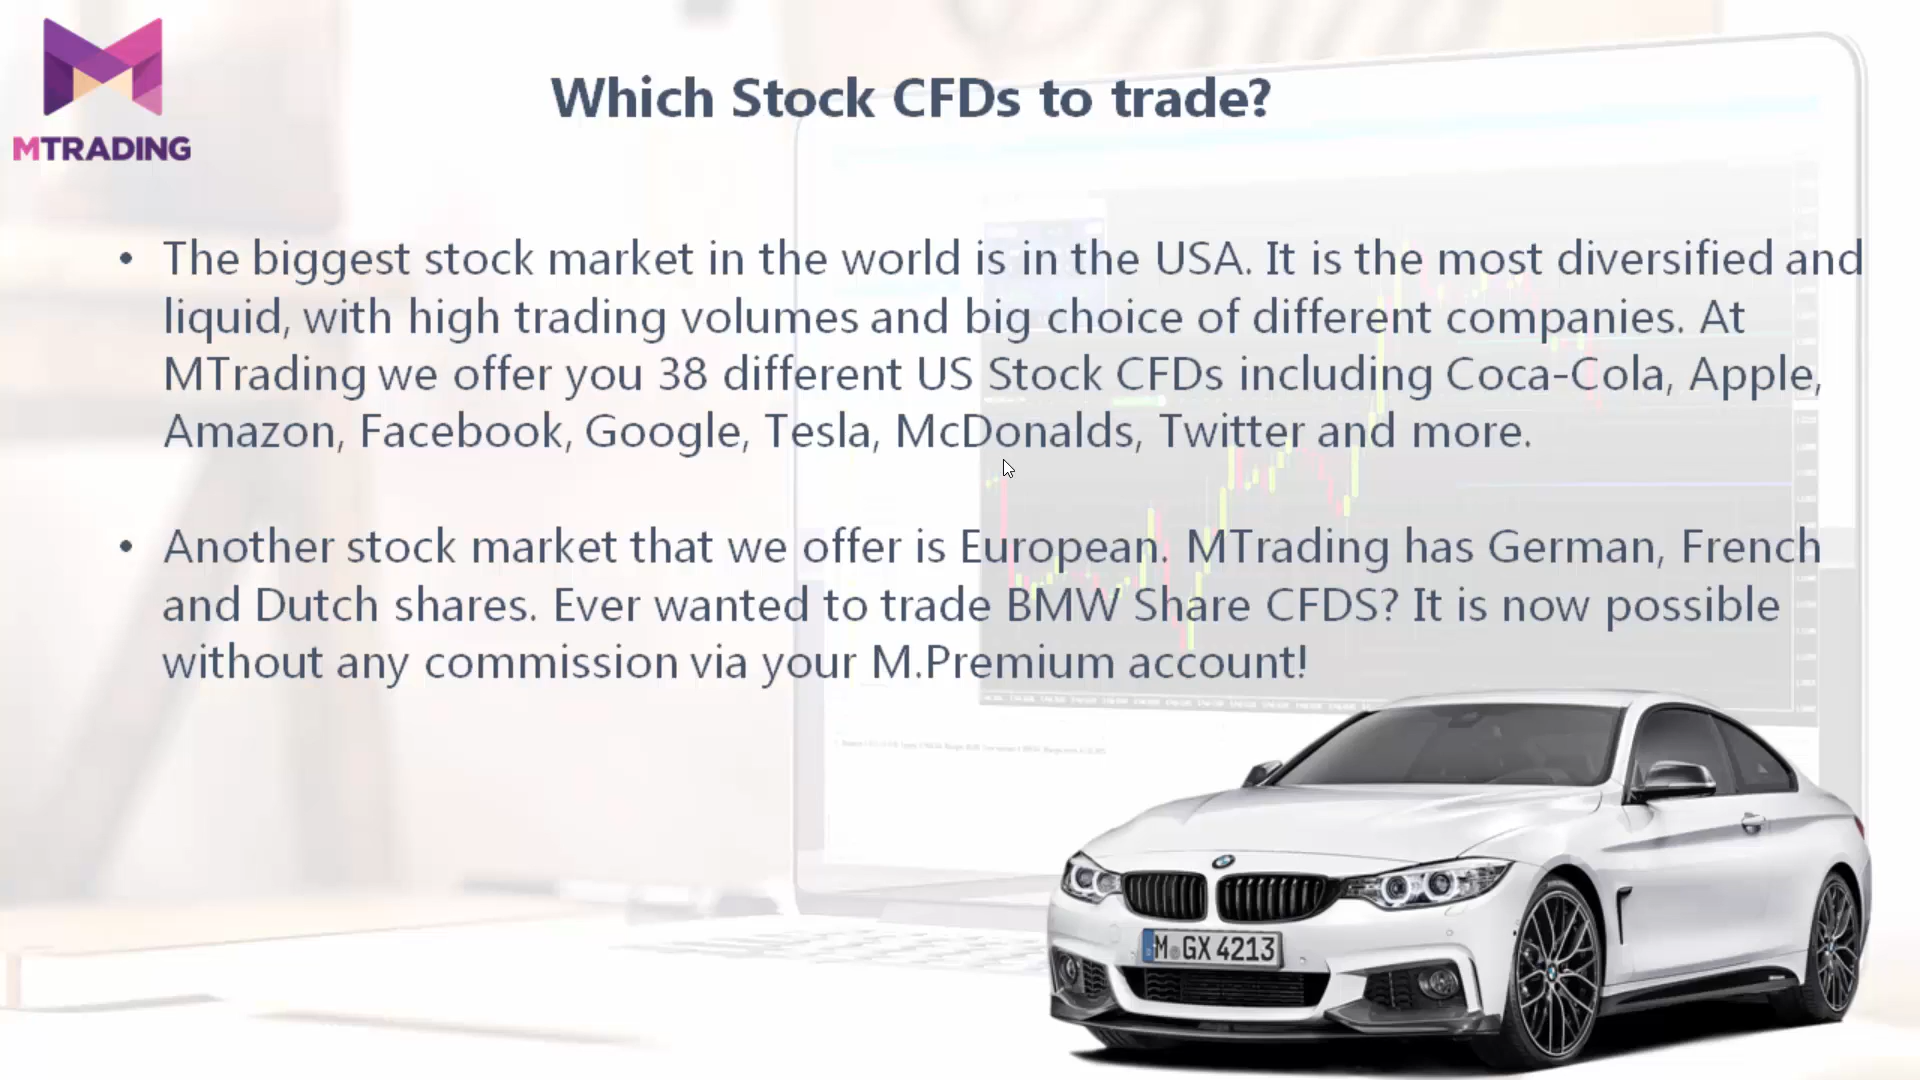 MTRADING
Which Stock CFDs to trade?
• The biggest stock market in the world is in the USA. It is the most diversified and
liquid, with high trading volumes and big choice of different companies. At
MTrading we offer you 38 different US Stock CFDs including Coca-Cola, Apple,
Amazon, Facebook, Google, Tesla, McDonalds, Twitter and more.
• Another stock market that we offer is European. MTrading has German, French
and Dutch shares. Ever wanted to trade BMW Share CFDS? It is now possible
without any commission via your M.Premium account!
M GX 4213